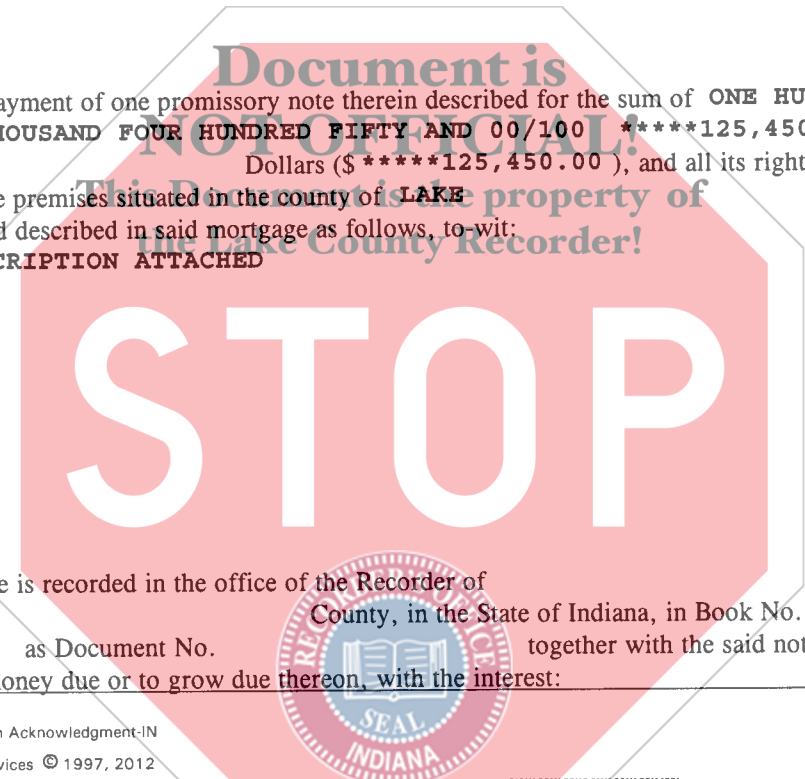 Document is
ayment of one promissory note therein described for the sum of ONE HU
HOUSAND FOUR HUNDRED FIFTY AND 00/100 *****125,450
NOT OFFICIAL!
Dollars ($ *****125,450.00 ), and all its right
This Document is the property of
e premises situated in the county of LAKE
d described in said mortgage as follows, to-wit:
the Lake County Recorder!
CRIPTION ATTACHED
STOP
e is recorded in the office of the Recorder of
County, in the State of Indiana, in Book No.
as Document No. together with the said not
oney due or to grow due thereon, with the interest:
RECORDER'S OFFICE
SEAL
INDIANA
n Acknowledgment-IN
vices © 1997, 2012